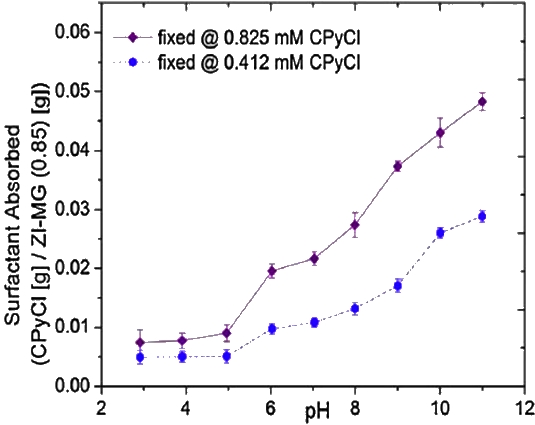 fixed @ 0.825 mM CPyCl
fixed @ 0.412 mM CPyCl
Surfactant Absorbed
(CPyCl [g] / ZI-MG (0.85) [g])
0.06
0.05
0.04
0.03
0.02
0.01
0.00
2 4 6 8 10 12
pH